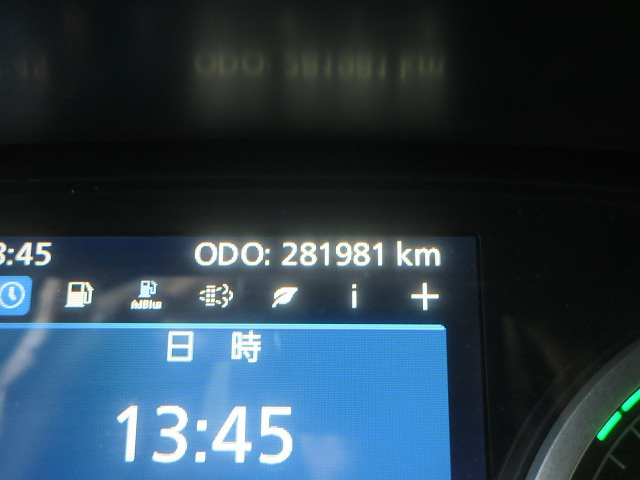 3:45 ODO: 281981 km
AdBlue i +
日 時
13:45